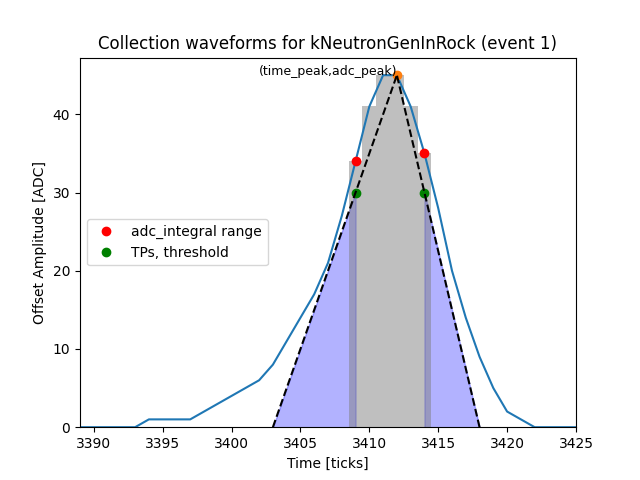 Collection waveforms for kNeutronGenInRock (event 1)
(time_peak,adc_peak)
40
30
20
10
0
Offset Amplitude [ADC]
adc_integral range
TPs, threshold
3390 3395 3400 3405 3410 3415 3420 3425
Time [ticks]